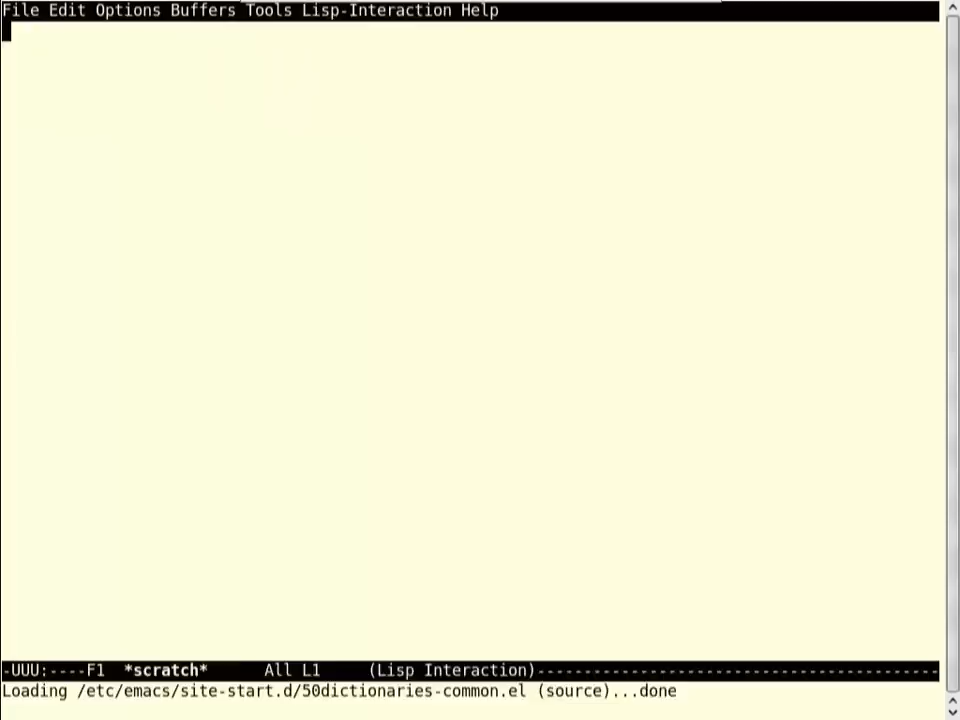 File Edit Options Buffers Tools Lisp-Interaction Help
-UUU:----F1  *scratch*      All L1     (Lisp Interaction)-------------------------------------------
Loading /etc/emacs/site-start.d/50dictionaries-common.el (source)...done